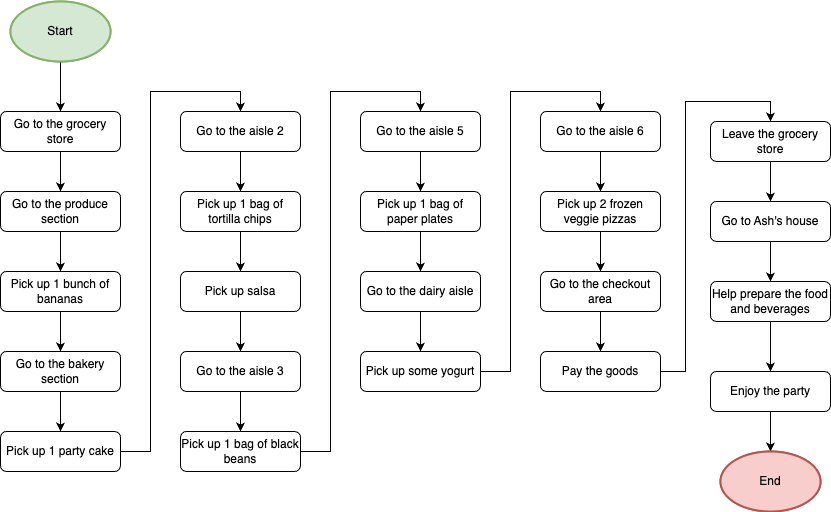 Start
Go to the grocery
store
Go to the produce
section
Pick up 1 bunch of
bananas
Go to the bakery
section
Pick up 1 party cake
Go to the aisle 2
Pick up 1 bag of
tortilla chips
Pick up salsa
Go to the aisle 3
Pick up 1 bag of black
beans
Go to the aisle 5
Pick up 1 bag of
paper plates
Go to the dairy aisle
Pick up some yogurt
Go to the aisle 6
Pick up 2 frozen
veggie pizzas
Go to the checkout
area
Pay the goods
Leave the grocery
store
Go to Ash's house
Help prepare the food
and beverages
Enjoy the party
End